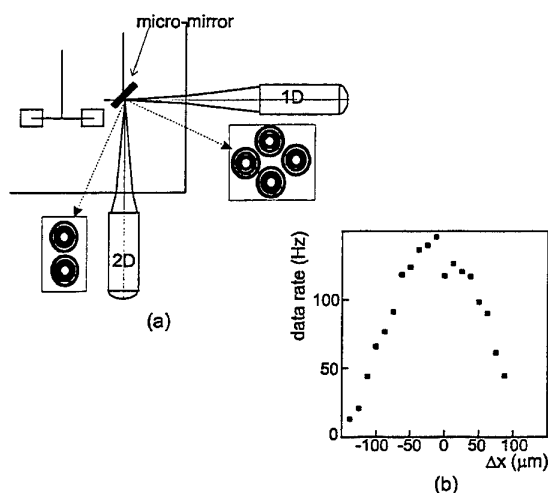 micro-mirror
1D
2D
(a)
data rate (Hz)
100
50
0
-100
-50
0
50
100
Δx (μm)
(b)